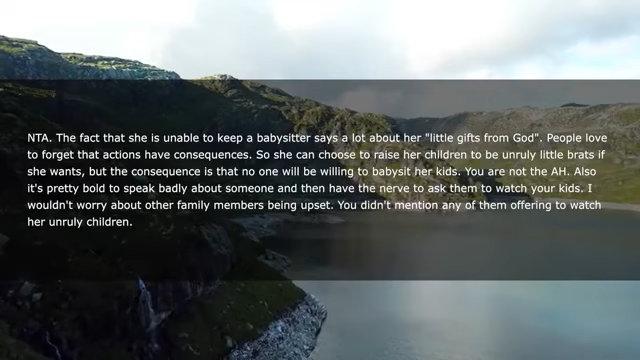 NTA. The fact that she is unable to keep a babysitter says a lot about her "little gifts from God". People love
to forget that actions have consequences. So she can choose to raise her children to be unruly little brats if
she wants, but the consequence is that no one will be willing to babysit her kids. You are not the AH. Also
it's pretty bold to speak badly about someone and then have the nerve to ask them to watch your kids. I
wouldn't worry about other family members being upset. You didn't mention any of them offering to watch
her unruly children.